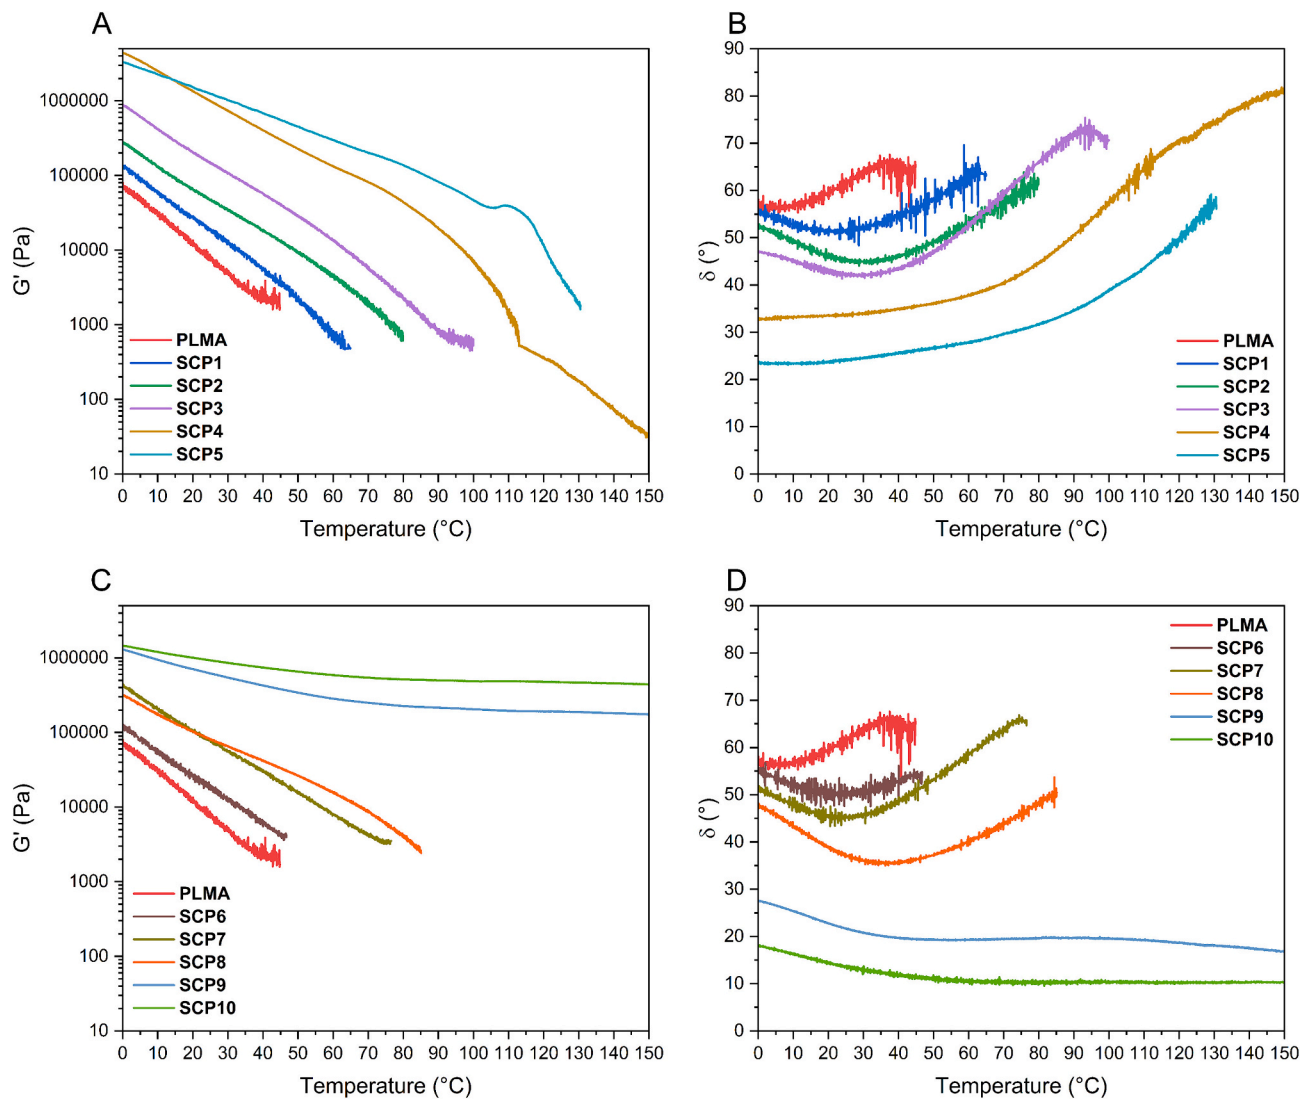 A
G' (Pa)
1000000
100000
10000
1000
100
10
PLMA
SCP1
SCP2
SCP3
SCP4
SCP5
0 10 20 30 40 50 60 70 80 90 100 110 120 130 140 150
Temperature (°C)
B
δ (°)
90
80
70
60
50
40
30
20
10
0
PLMA
SCP1
SCP2
SCP3
SCP4
SCP5
0 10 20 30 40 50 60 70 80 90 100 110 120 130 140 150
Temperature (°C)
C
G' (Pa)
1000000
100000
10000
1000
100
10
PLMA
SCP6
SCP7
SCP8
SCP9
SCP10
0 10 20 30 40 50 60 70 80 90 100 110 120 130 140 150
Temperature (°C)
D
δ (°)
90
80
70
60
50
40
30
20
10
0
PLMA
SCP6
SCP7
SCP8
SCP9
SCP10
0 10 20 30 40 50 60 70 80 90 100 110 120 130 140 150
Temperature (°C)